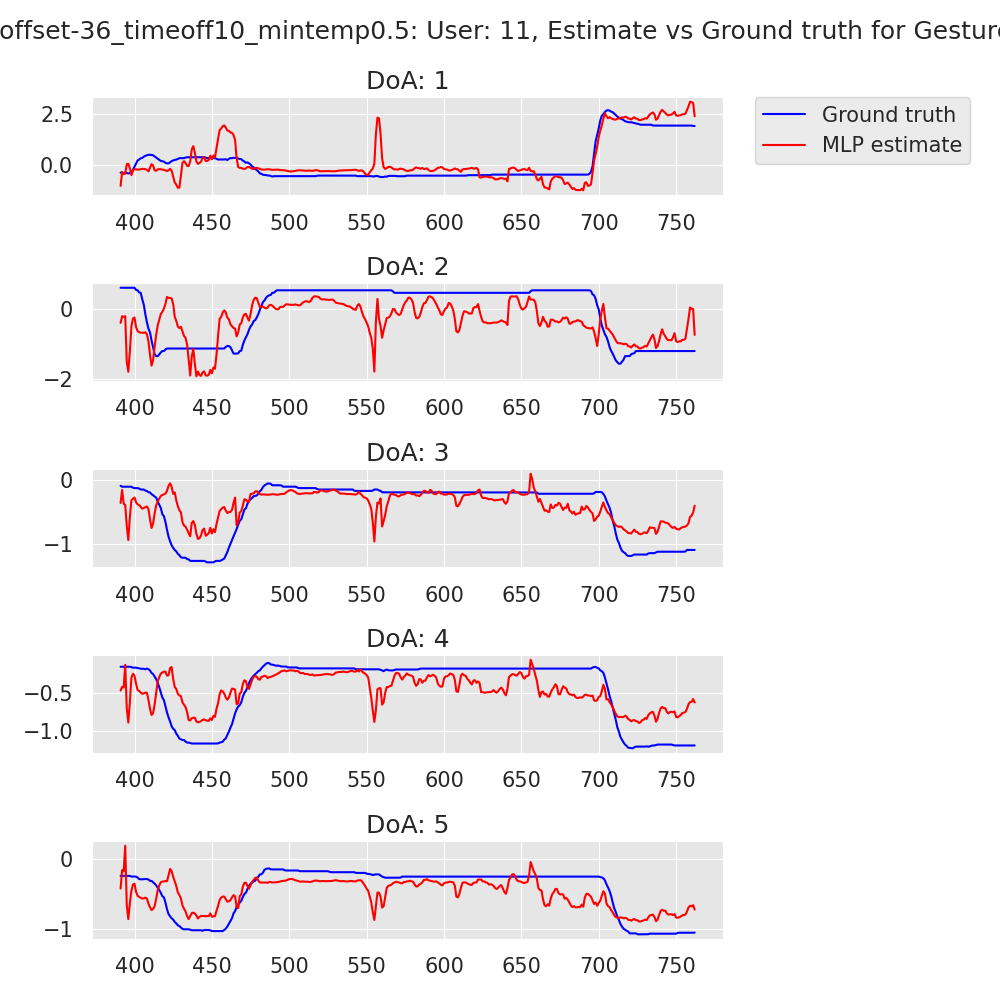 offset-36_timeoff10_mintemp0.5: User: 11, Estimate vs Ground truth for Gesture
DoA: 1
2.5
0.0
400 450 500 550 600 650 700 750
Ground truth
MLP estimate
DoA: 2
0
−2
400 450 500 550 600 650 700 750
DoA: 3
0
−1
400 450 500 550 600 650 700 750
DoA: 4
−0.5
−1.0
400 450 500 550 600 650 700 750
DoA: 5
0
−1
400 450 500 550 600 650 700 750